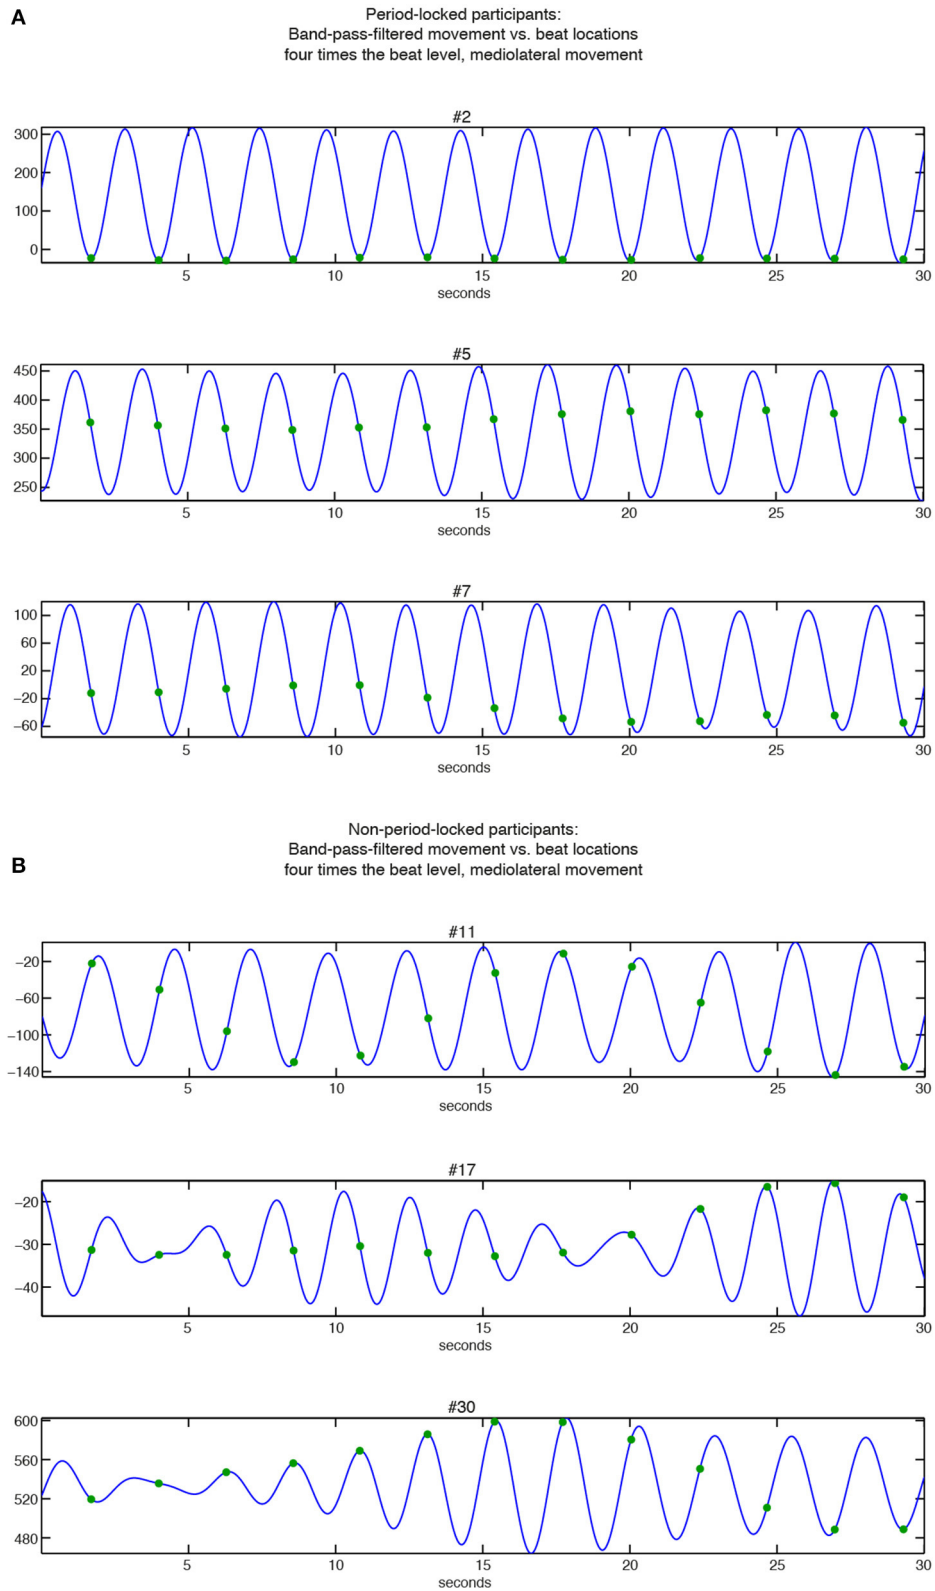 A
Period-locked participants:
Band-pass-filtered movement vs. beat locations
four times the beat level, mediolateral movement
#2
300
200
100
0
5 10 15 20 25 30
seconds
#5
450
400
350
300
250
5 10 15 20 25 30
seconds
#7
100
60
20
−20
−60
5 10 15 20 25 30
seconds
B
Non-period-locked participants:
Band-pass-filtered movement vs. beat locations
four times the beat level, mediolateral movement
#11
−20
−60
−100
−140
5 10 15 20 25 30
seconds
#17
−20
−30
−40
5 10 15 20 25 30
seconds
#30
600
560
520
480
5 10 15 20 25 30
seconds